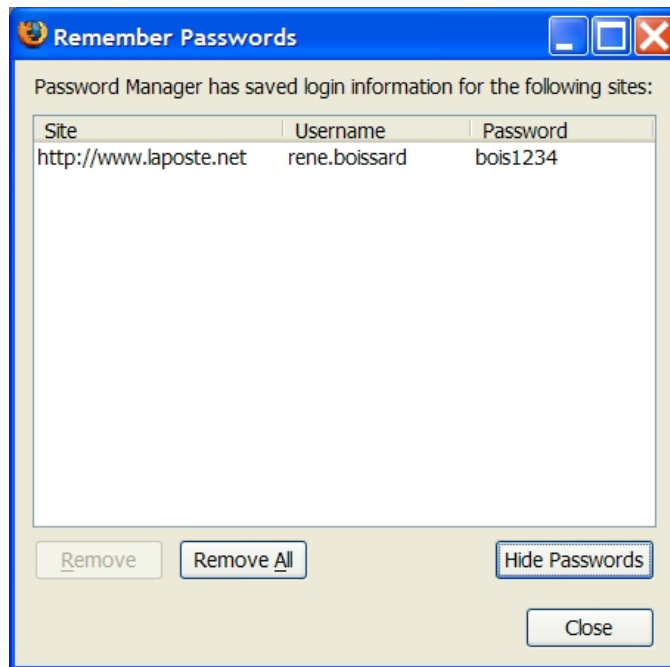 Remember Passwords
Password Manager has saved login information for the following sites:
Site Username Password
http://www.laposte.net rene.boissard bois1234
Remove Remove All Hide Passwords
Close